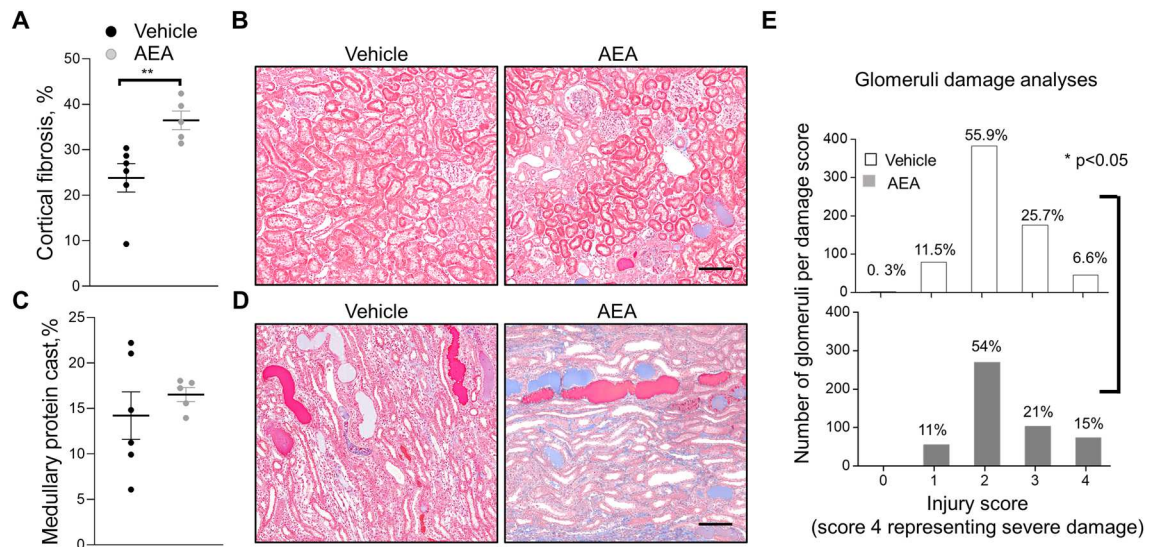 A
Vehicle
AEA
Cortical fibrosis, %
50
40
30
20
10
0
**
B
Vehicle
AEA
C
Medullary protein cast,%
25
20
15
10
5
0
D
Vehicle
AEA
E
Glomeruli damage analyses
Number of glomeruli per damage score
400
300
200
100
0
Vehicle
AEA
* p<0.05
0. 3%
11.5%
55.9%
25.7%
6.6%
400
300
200
100
0
11%
54%
21%
15%
0 1 2 3 4
Injury score
(score 4 representing severe damage)